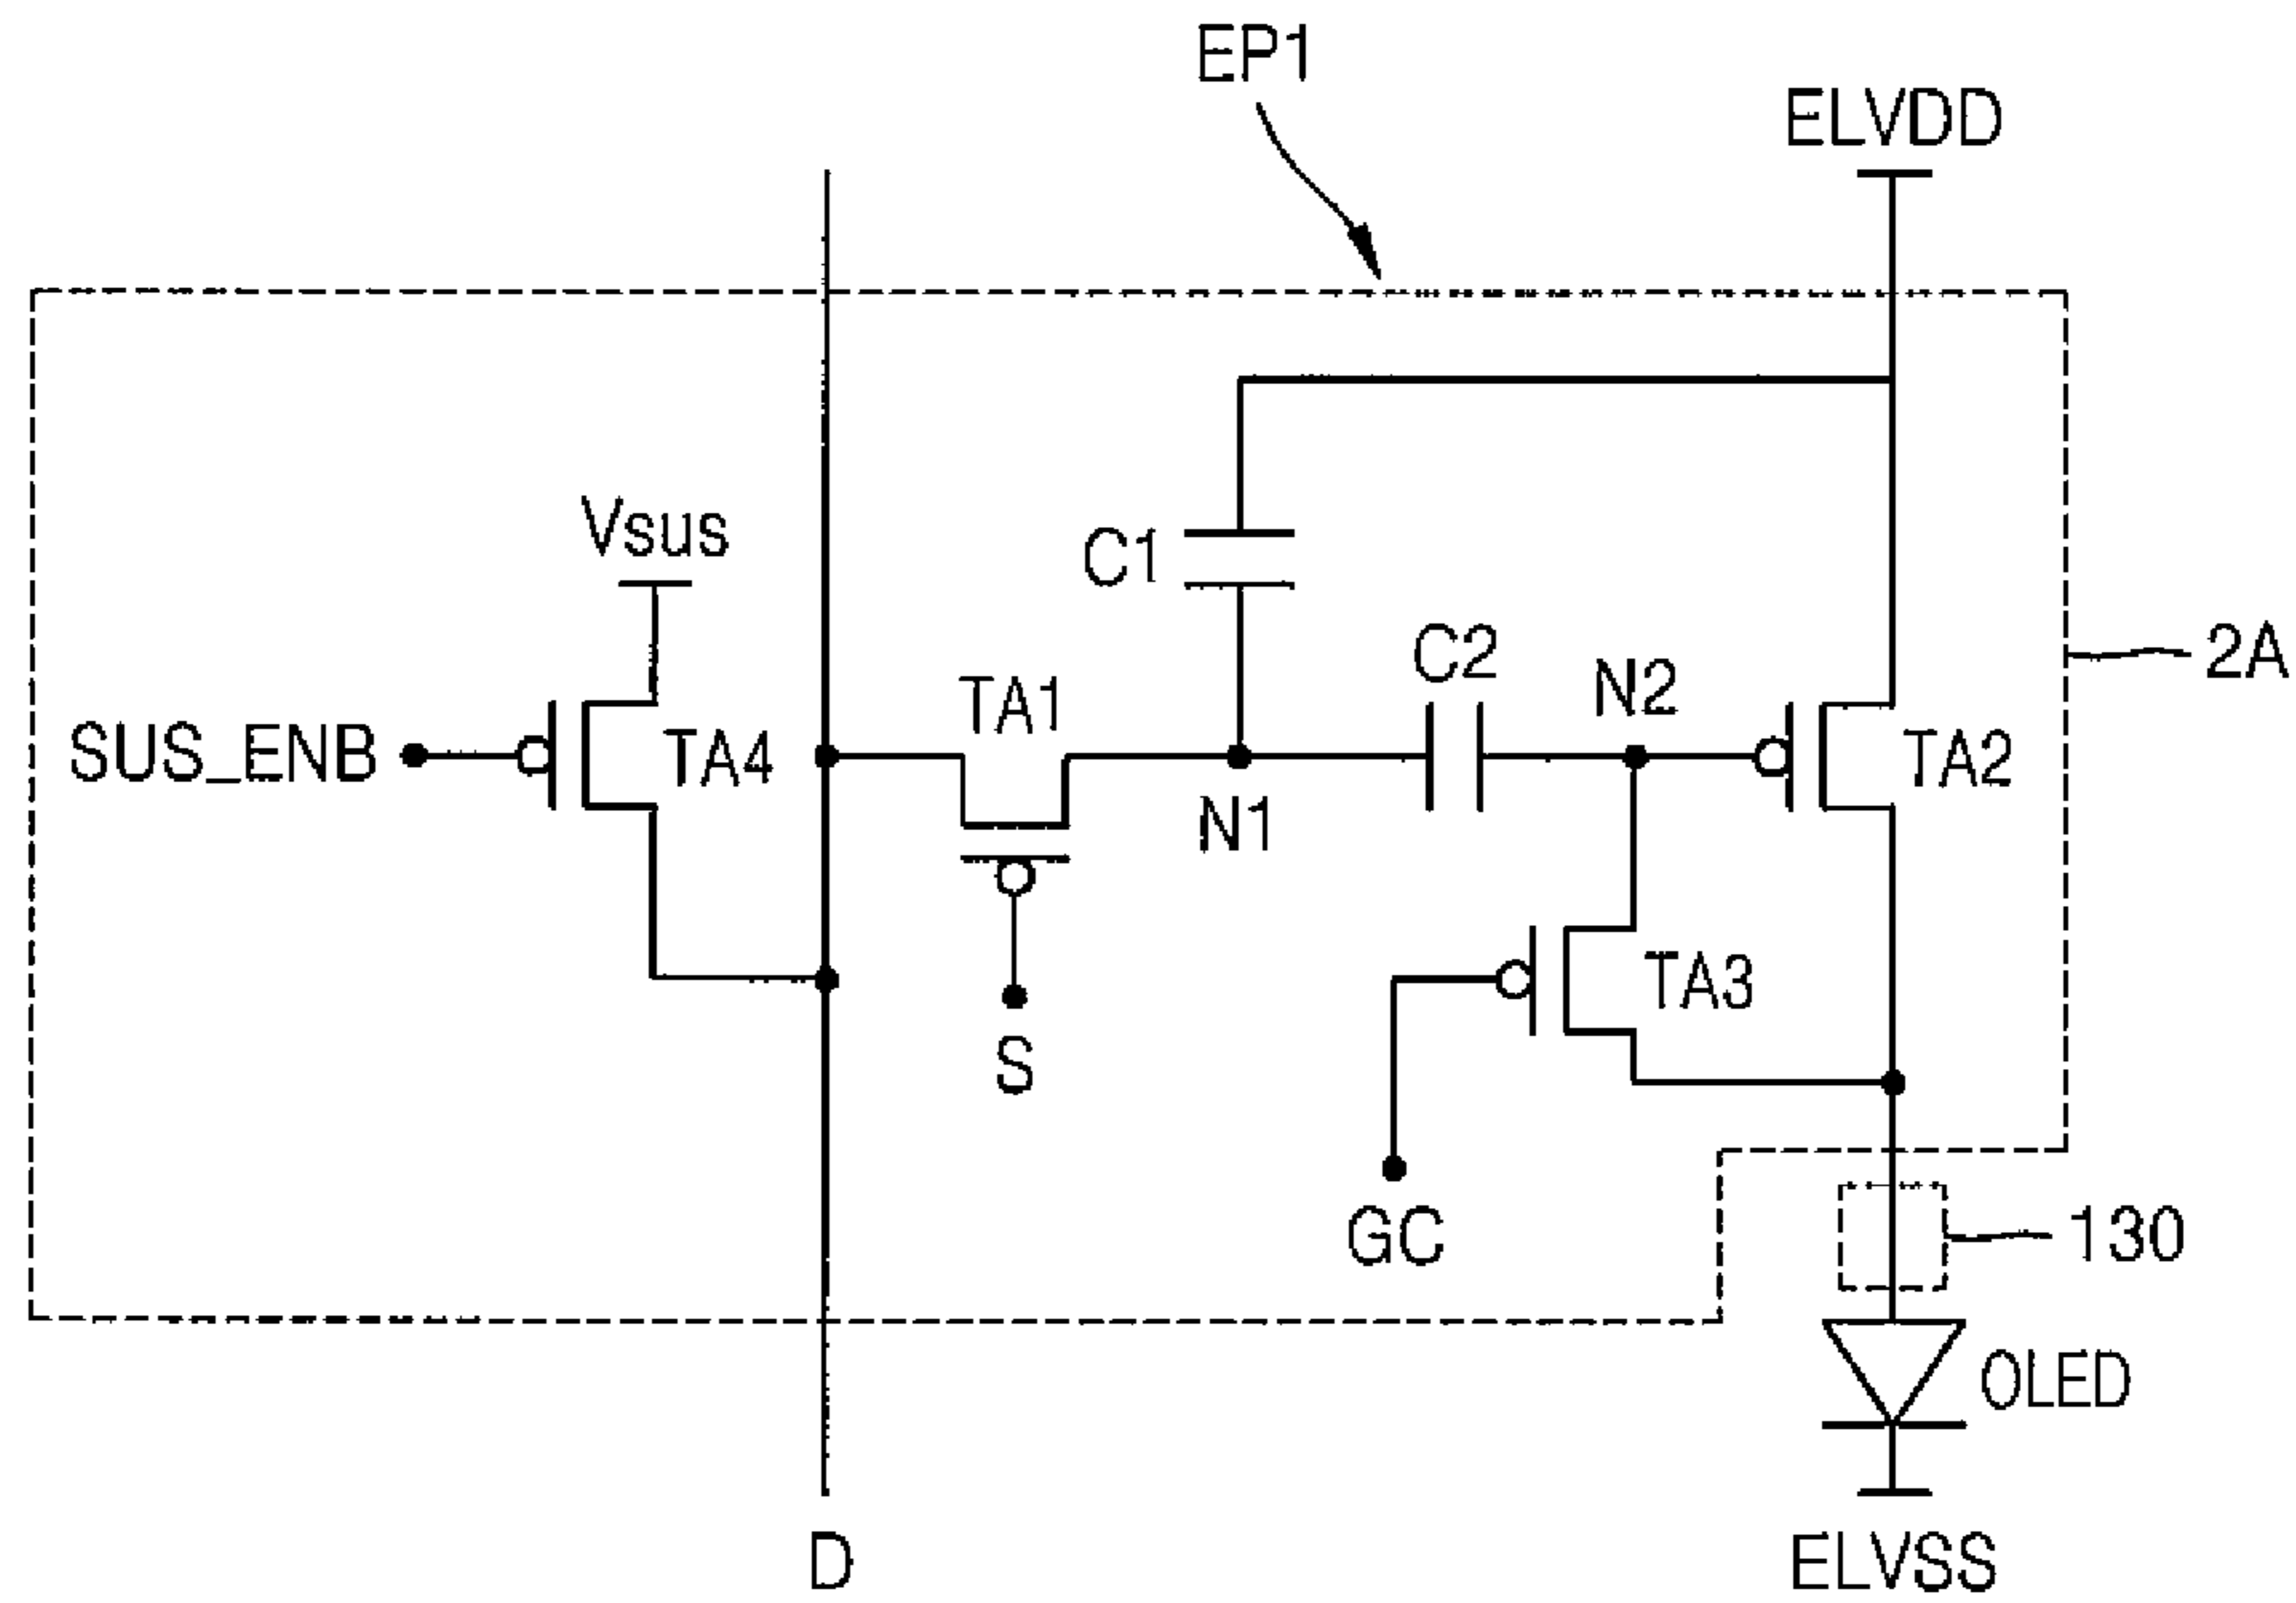 EP1
ELVDD
Vsus
C1
C2
N2
2A
TA1
SUS_ENB
TA4
TA2
N1
TA3
S
GC
130
OLED
D
ELVSS